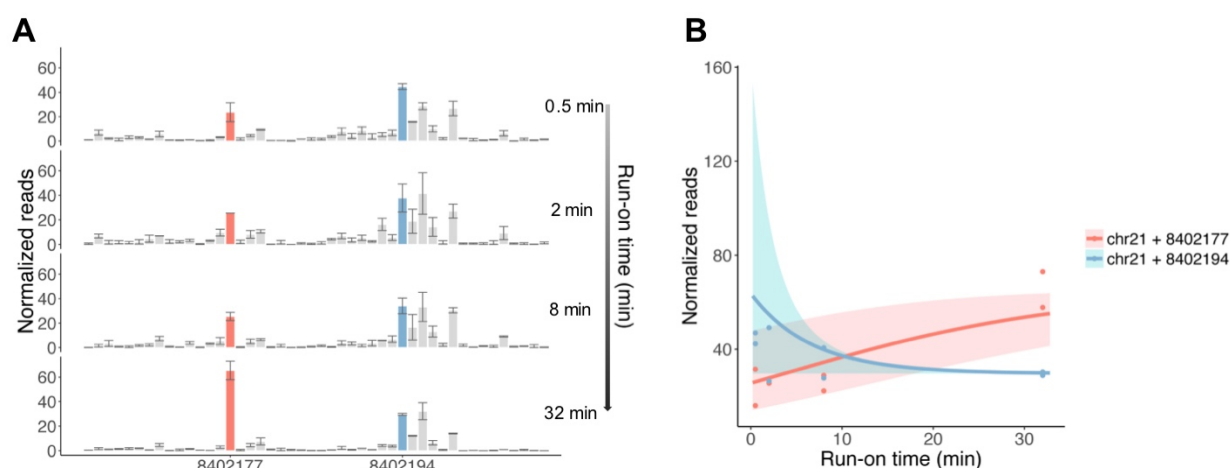 A
B
60
40
20
0
0.5 min
60
40
20
0
2 min
60
40
20
0
8 min
60
40
20
0
32 min
8402177
8402194
Normalized reads
Run-on time (min)
160
120
80
40
0
10
20
30
Normalized reads
Run-on time (min)
chr21 + 8402177
chr21 + 8402194